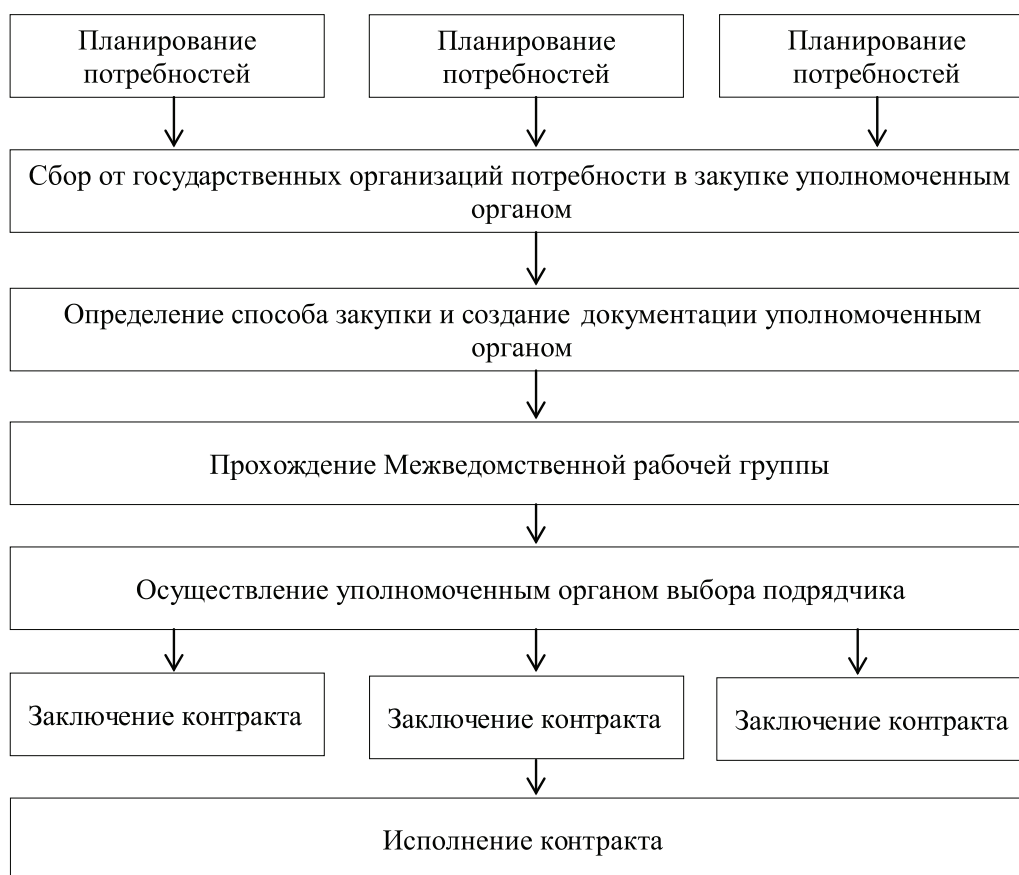 Планирование
потребностей
Планирование
потребностей
Планирование
потребностей
Сбор от государственных организаций потребности в закупке уполномоченным
органом
Определение способа закупки и создание документации уполномоченным
органом
Прохождение Межведомственной рабочей группы
Осуществление уполномоченным органом выбора подрядчика
Заключение контракта
Заключение контракта
Заключение контракта
Исполнение контракта